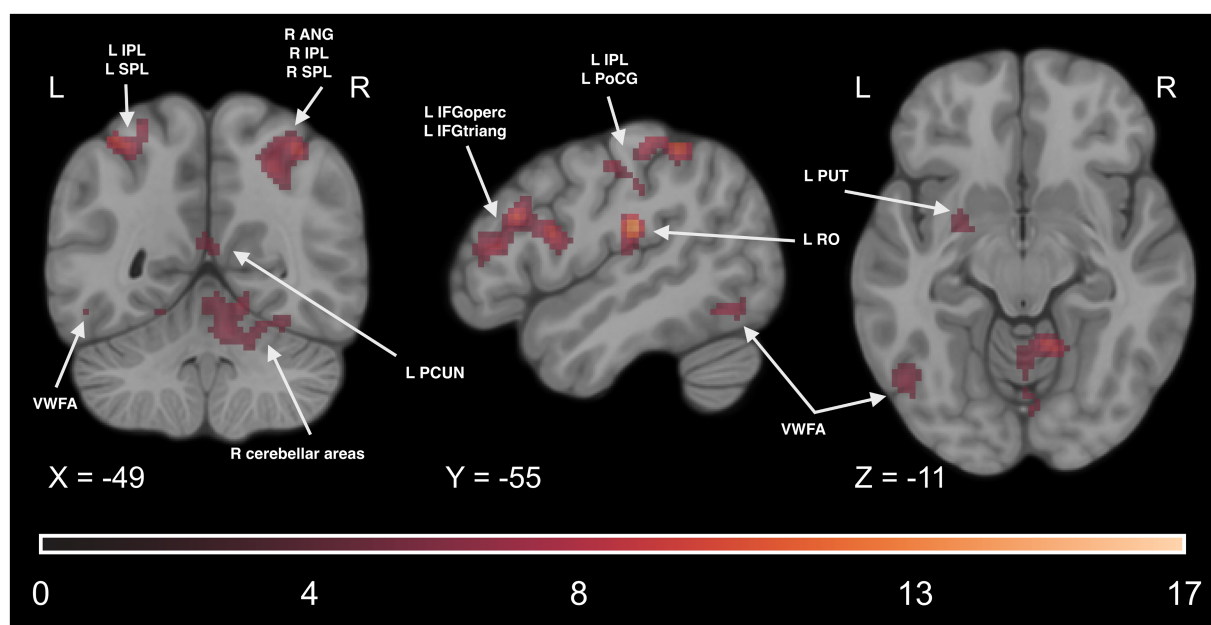 L IPL
L SPL
R ANG
R IPL
R SPL
L
R
L IFGoperc
L IFGtriang
L IPL
L PoCG
L
R
L PUT
L RO
VWFA
L PCUN
R cerebellar areas
VWFA
X = -49
Y = -55
Z = -11
0
4
8
13
17